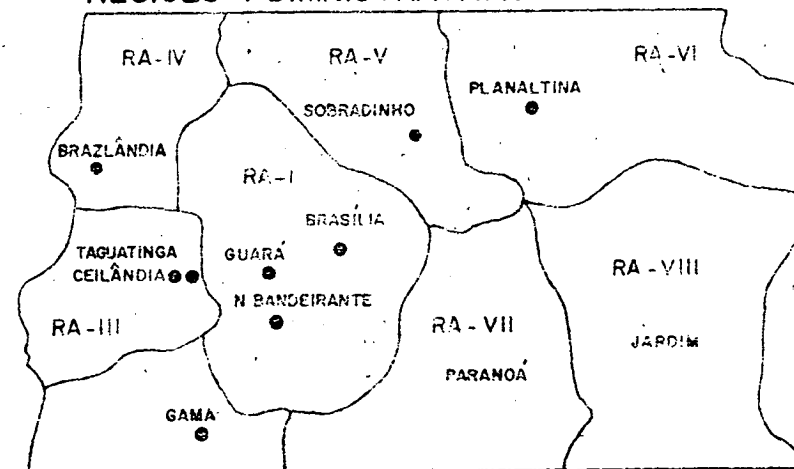 RA-IV
RA-V
RA-VI
PLANALTINA
SOBRADINHO
BRAZLÂNDIA
RA-I
BRASÍLIA
TAGUATINGA
GUARÁ
CEILÂNDIA
RA-VIII
N BANDEIRANTE
RA-III
RA-VII
JARDIM
PARANOÁ
GAMA